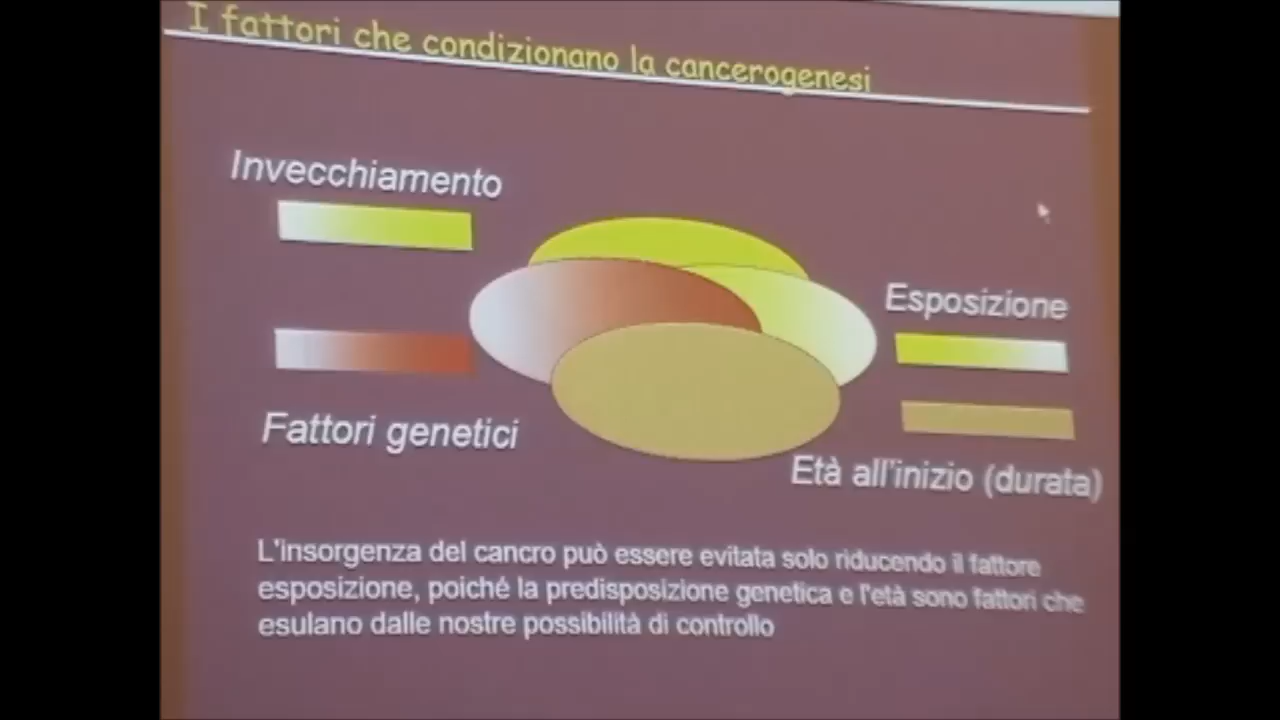 I fattori che condizionano la cancerogenesi
Invecchiamento
Esposizione
Fattori genetici
Età all'inizio (durata)
L'insorgenza del cancro può essere evitata solo riducendo il fattore
esposizione, poiché la predisposizione genetica e l'età sono fattori che
esulano dalle nostre possibilità di controllo